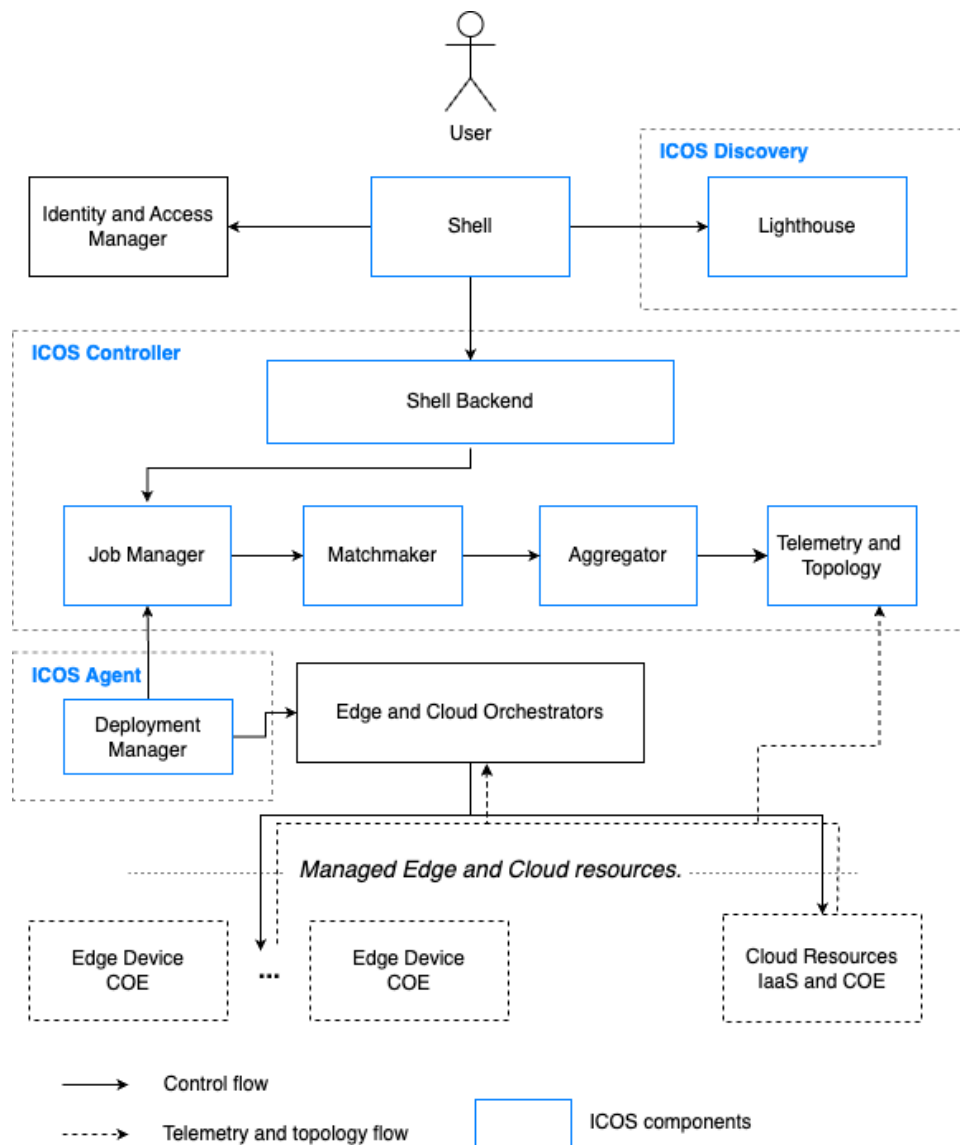 User
ICOS Discovery
Identity and Access
Manager
Shell
Lighthouse
ICOS Controller
Shell Backend
Job Manager
Matchmaker
Aggregator
Telemetry and
Topology
ICOS Agent
Deployment
Manager
Edge and Cloud Orchestrators
Managed Edge and Cloud resources.
Edge Device
COE
...
Edge Device
COE
Cloud Resources
IaaS and COE
Control flow
Telemetry and topology flow
ICOS components